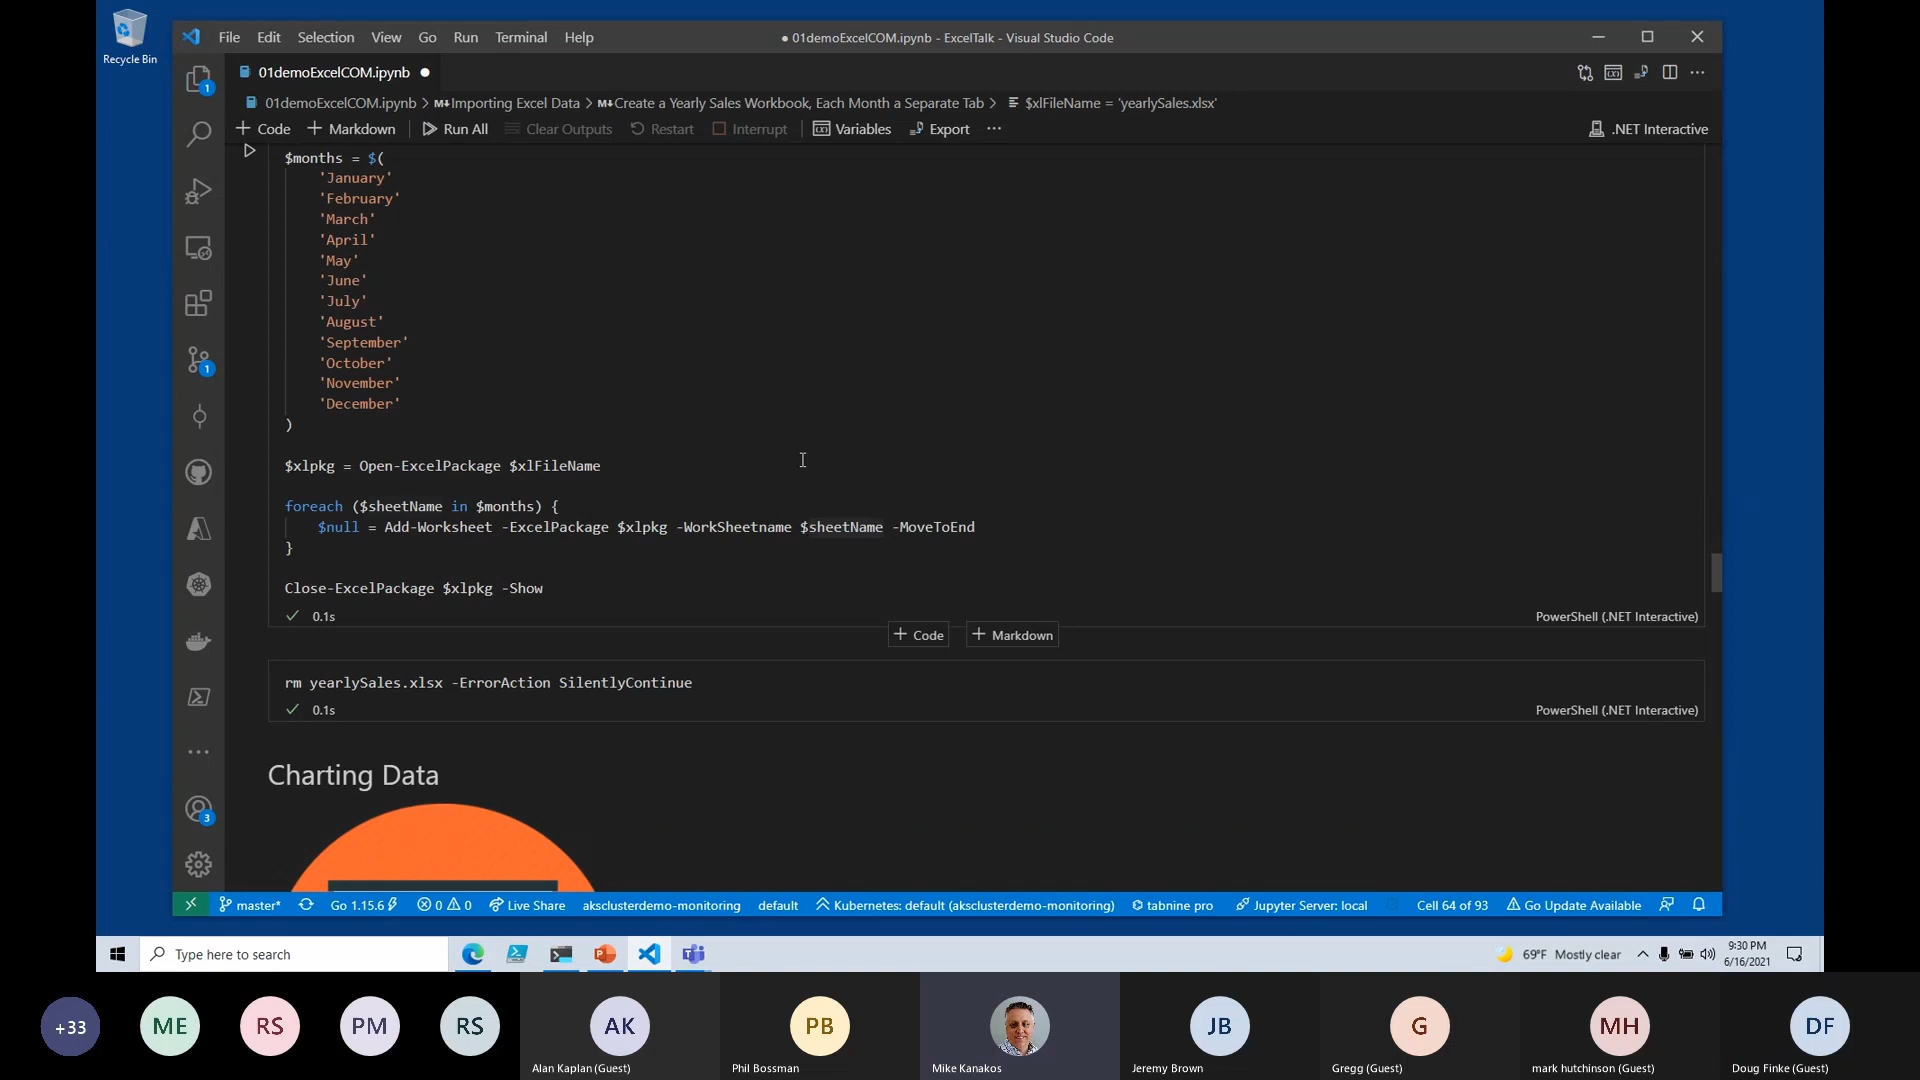 Recycle Bin
File Edit Selection View Go Run Terminal Help
● 01demoExcelCOM.ipynb - ExcelTalk - Visual Studio Code
01demoExcelCOM.ipynb ●
01demoExcelCOM.ipynb > M↓Importing Excel Data > M↓Create a Yearly Sales Workbook, Each Month a Separate Tab > $xlFileName = 'yearlySales.xlsx'
+ Code + Markdown Run All Clear Outputs Restart Interrupt Variables Export ··· .NET Interactive
$months = $(
'January'
'February'
'March'
'April'
'May'
'June'
'July'
'August'
'September'
'October'
'November'
'December'
)
$xlpkg = Open-ExcelPackage $xlFileName
foreach ($sheetName in $months) {
$null = Add-Worksheet -ExcelPackage $xlpkg -WorkSheetname $sheetName -MoveToEnd
}
Close-ExcelPackage $xlpkg -Show
0.1s
PowerShell (.NET Interactive)
+ Code + Markdown
rm yearlySales.xlsx -ErrorAction SilentlyContinue
0.1s
PowerShell (.NET Interactive)
Charting Data
1
1
3
master* Go 1.15.6 0 0 Live Share aksclusterdemo-monitoring default Kubernetes: default (aksclusterdemo-monitoring) tabnine pro Jupyter Server: local Cell 64 of 93 Go Update Available
Type here to search
69°F Mostly clear
9:30 PM
6/16/2021
+33 ME RS PM RS AK PB JB G MH DF
Alan Kaplan (Guest) Phil Bossman Mike Kanakos Jeremy Brown Gregg (Guest) mark hutchinson (Guest) Doug Finke (Guest)